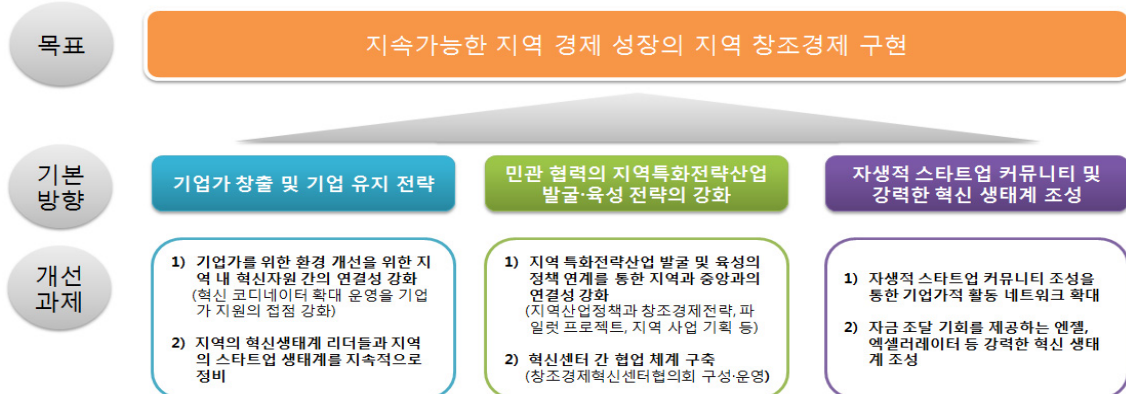 목표
지속가능한 지역 경제 성장의 지역 창조경제 구현
기본
방향
기업가 창출 및 기업 유지 전략
민관 협력의 지역특화전략산업
발굴·육성 전략의 강화
자생적 스타트업 커뮤니티 및
강력한 혁신 생태계 조성
개선
과제
1) 기업가를 위한 환경 개선을 위한 지
역 내 혁신자원 간의 연결성 강화
(혁신 코디네이터 확대 운영을 기업
가 지원의 접점 강화)
2) 지역의 혁신생태계 리더들과 지역
의 스타트업 생태계를 지속적으로
정비
1) 지역 특화전략산업 발굴 및 육성의
정책 연계를 통한 지역과 중앙과의
연결성 강화
(지역산업정책과 창조경제전략, 파
일럿 프로젝트, 지역 사업 기획 등)
2) 혁신센터 간 협업 체계 구축
(창조경제혁신센터협의회 구성·운영)
1) 자생적 스타트업 커뮤니티 조성을
통한 기업가적 활동 네트워크 확대
2) 자금 조달 기회를 제공하는 엔젤,
엑셀러레이터 등 강력한 혁신 생태
계 조성